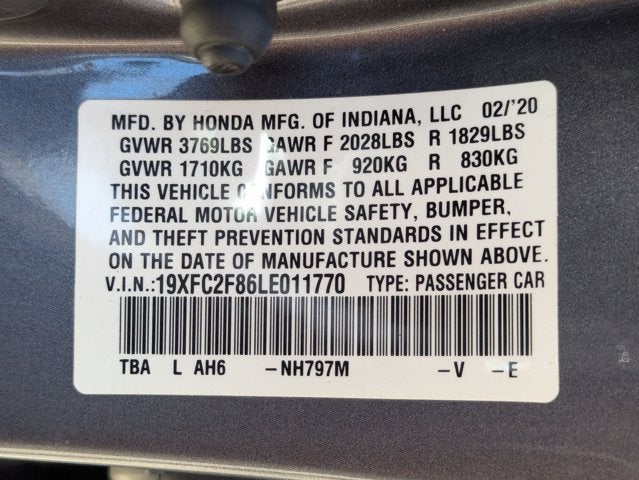 MFD. BY HONDA MFG. OF INDIANA, LLC 02/'20
GVWR 3769LBS GAWR F 2028LBS R 1829LBS
GVWR 1710KG GAWR F 920KG R 830KG
THIS VEHICLE CONFORMS TO ALL APPLICABLE
FEDERAL MOTOR VEHICLE SAFETY, BUMPER,
AND THEFT PREVENTION STANDARDS IN EFFECT
ON THE DATE OF MANUFACTURE SHOWN ABOVE.
V.I.N.:19XFC2F86LE011770 TYPE: PASSENGER CAR
TBA L AH6 -NH797M -V -E